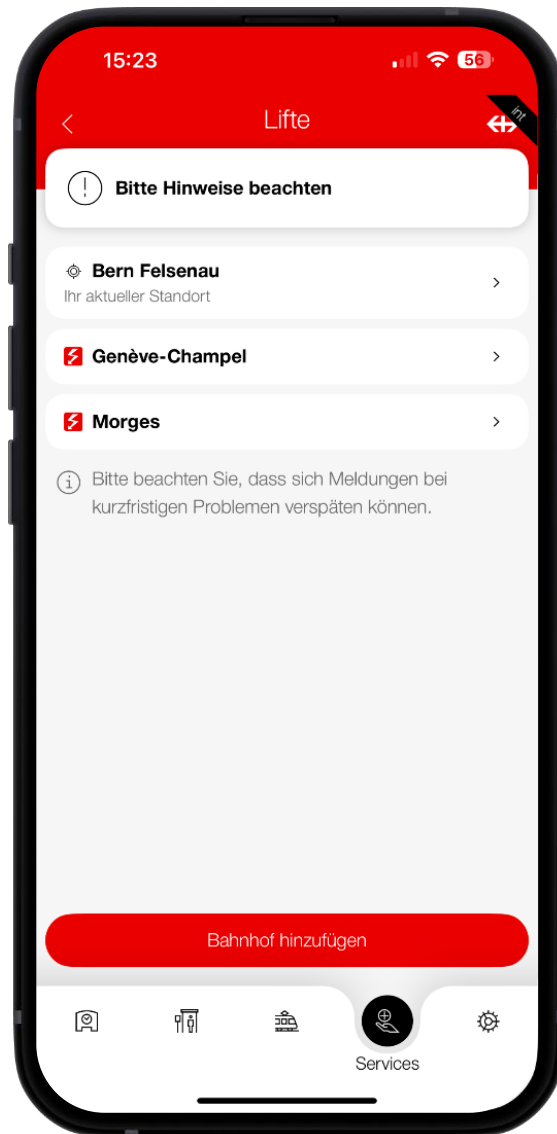 15:23
56
Lifte
int
Bitte Hinweise beachten
Bern Felsenau
Ihr aktueller Standort
Genève-Champel
Morges
Bitte beachten Sie, dass sich Meldungen bei
kurzfristigen Problemen verspäten können.
Bahnhof hinzufügen
Services